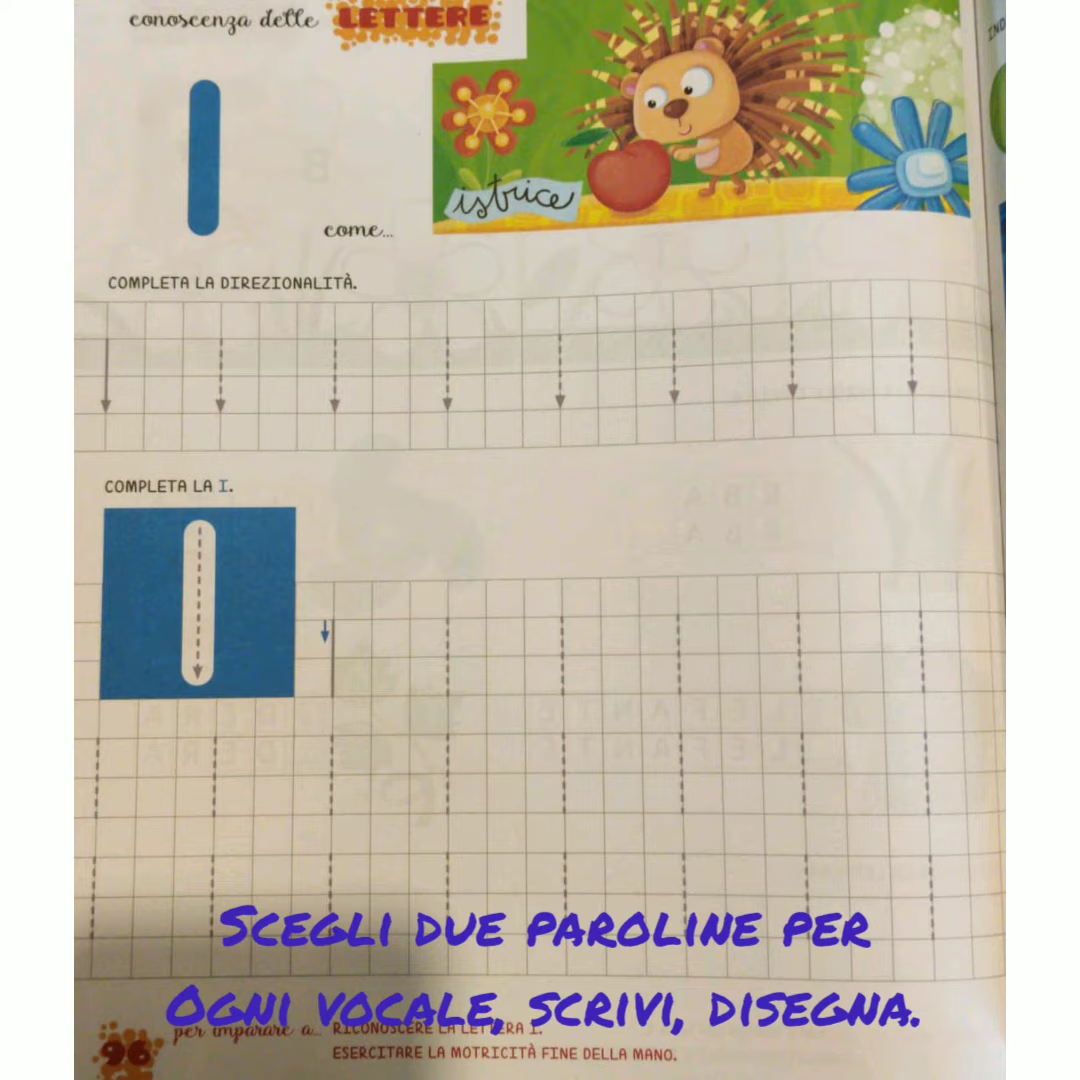 conoscenza delle LETTERE
I
istrice
come...
COMPLETA LA DIREZIONALITÀ.
COMPLETA LA I.
I
SCEGLI DUE PAROLINE PER
OGNI VOCALE, SCRIVI, DISEGNA.
per imparare a... RICONOSCERE LA LETTERA I.
ESERCITARE LA MOTRICITÀ FINE DELLA MANO.
96